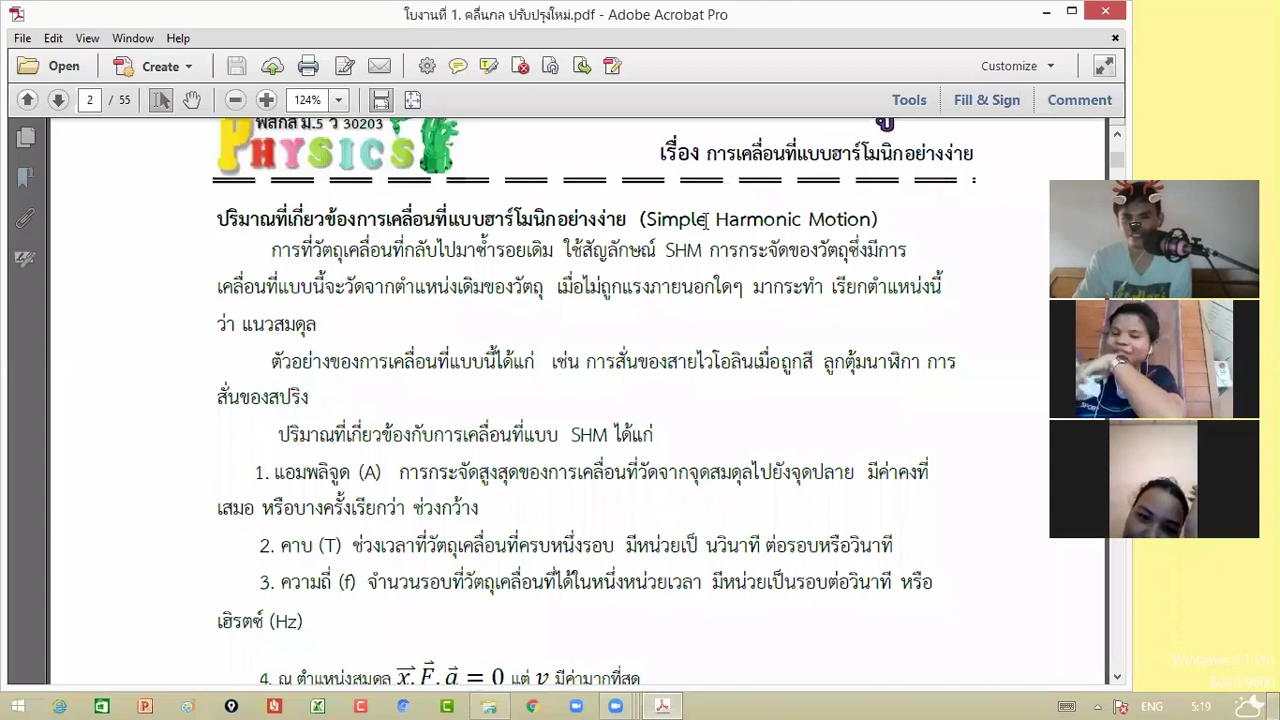 ใบงานที่ 1. คลื่นกล ปรับปรุงใหม่.pdf - Adobe Acrobat Pro
File Edit View Window Help
Open Create Customize
2 / 55 124% Tools Fill & Sign Comment
ฟิสิกส์ ม.5 ว 30203
PHYSICS
เรื่อง การเคลื่อนที่แบบฮาร์โมนิกอย่างง่าย
ปริมาณที่เกี่ยวข้องการเคลื่อนที่แบบฮาร์โมนิกอย่างง่าย (Simple Harmonic Motion)
การที่วัตถุเคลื่อนที่กลับไปมาซ้ำรอยเดิม ใช้สัญลักษณ์ SHM การกระจัดของวัตถุซึ่งมีการ
เคลื่อนที่แบบนี้จะวัดจากตำแหน่งเดิมของวัตถุ เมื่อไม่ถูกแรงภายนอกใดๆ มากระทำ เรียกตำแหน่งนี้
ว่า แนวสมดุล
ตัวอย่างของการเคลื่อนที่แบบนี้ได้แก่ เช่น การสั่นของสายไวโอลินเมื่อถูกสี ลูกตุ้มนาฬิกา การ
สั่นของสปริง
ปริมาณที่เกี่ยวข้องกับการเคลื่อนที่แบบ SHM ได้แก่
1. แอมพลิจูด (A) การกระจัดสูงสุดของการเคลื่อนที่วัดจากจุดสมดุลไปยังจุดปลาย มีค่าคงที่
เสมอ หรือบางครั้งเรียกว่า ช่วงกว้าง
2. คาบ (T) ช่วงเวลาที่วัตถุเคลื่อนที่ครบหนึ่งรอบ มีหน่วยเป็ นวินาที ต่อรอบหรือวินาที
3. ความถี่ (f) จำนวนรอบที่วัตถุเคลื่อนที่ได้ในหนึ่งหน่วยเวลา มีหน่วยเป็นรอบต่อวินาที หรือ
เฮิรตซ์ (Hz)
4. ณ ตำแหน่งสมดุล x⃗, F⃗, a⃗ = 0 แต่ v มีค่ามากที่สุด
Windows 8.1 Pro
Build 9600
ENG 5:19